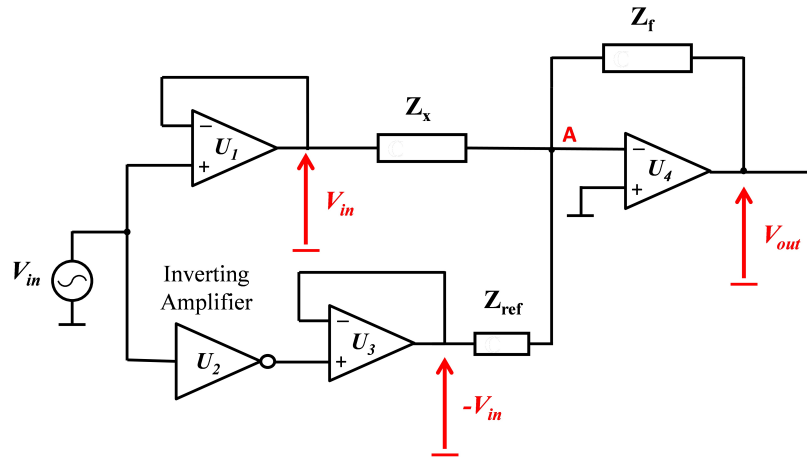 Z_f
Z_x
A
−
U_1
+
−
U_4
+
V_in
V_out
V_in
Inverting
Amplifier
Z_ref
−
U_3
+
U_2
-V_in